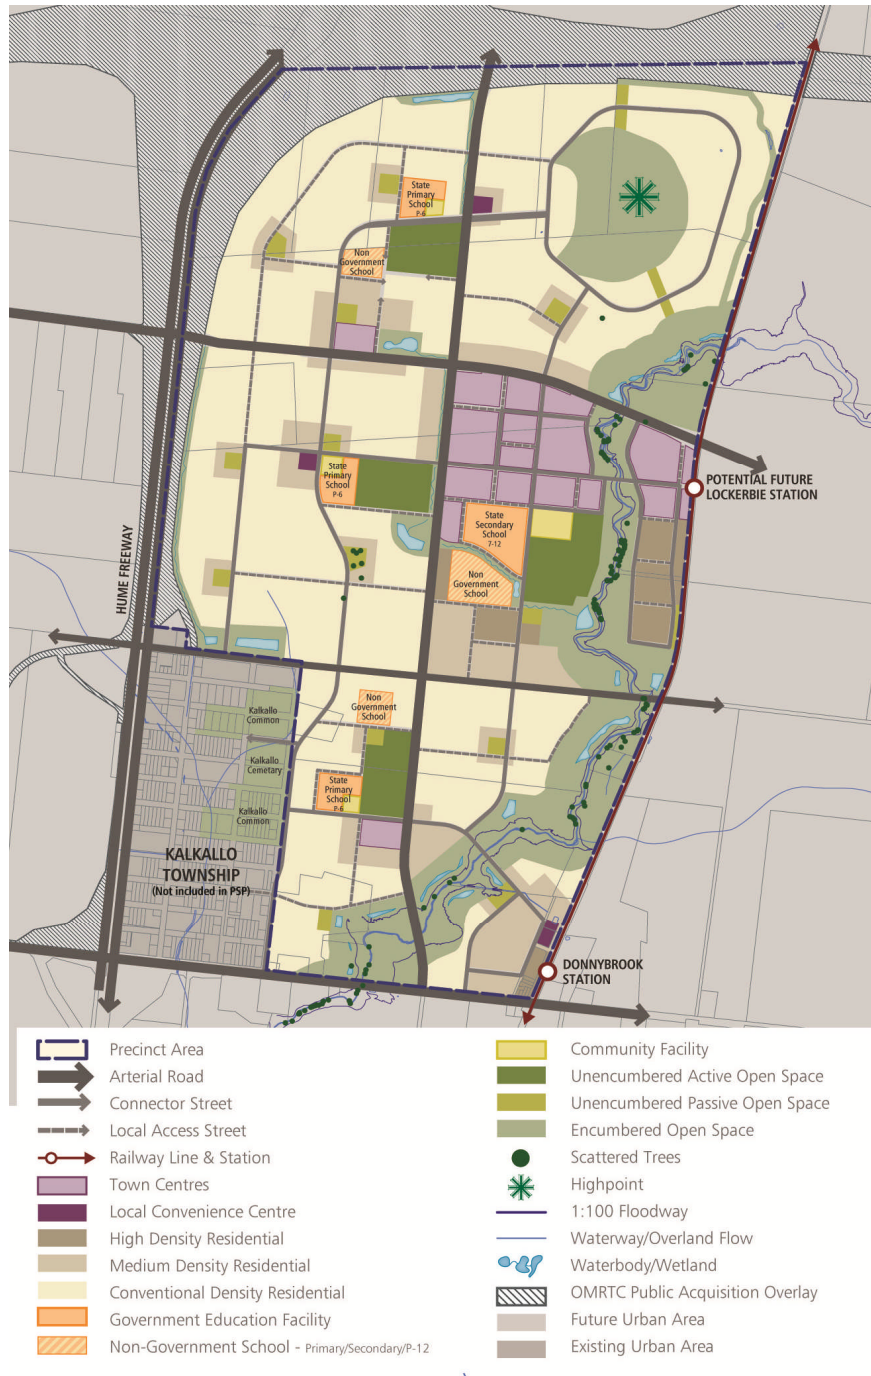 State
Primary
School
P-6
Non
Government
School
State
Primary
School
P-6
State
Secondary
School
7-12
Non
Government
School
POTENTIAL FUTURE
LOCKERBIE STATION
HUME FREEWAY
Non
Government
School
Kalkallo
Common
Kalkallo
Cemetary
State
Primary
School
P-6
Kalkallo
Common
KALKALLO
TOWNSHIP
(Not included in PSP)
DONNYBROOK
STATION
Precinct Area
Arterial Road
Connector Street
Local Access Street
Railway Line & Station
Town Centres
Local Convenience Centre
High Density Residential
Medium Density Residential
Conventional Density Residential
Government Education Facility
Non-Government School - Primary/Secondary/P-12
Community Facility
Unencumbered Active Open Space
Unencumbered Passive Open Space
Encumbered Open Space
Scattered Trees
Highpoint
1:100 Floodway
Waterway/Overland Flow
Waterbody/Wetland
OMRTC Public Acquisition Overlay
Future Urban Area
Existing Urban Area